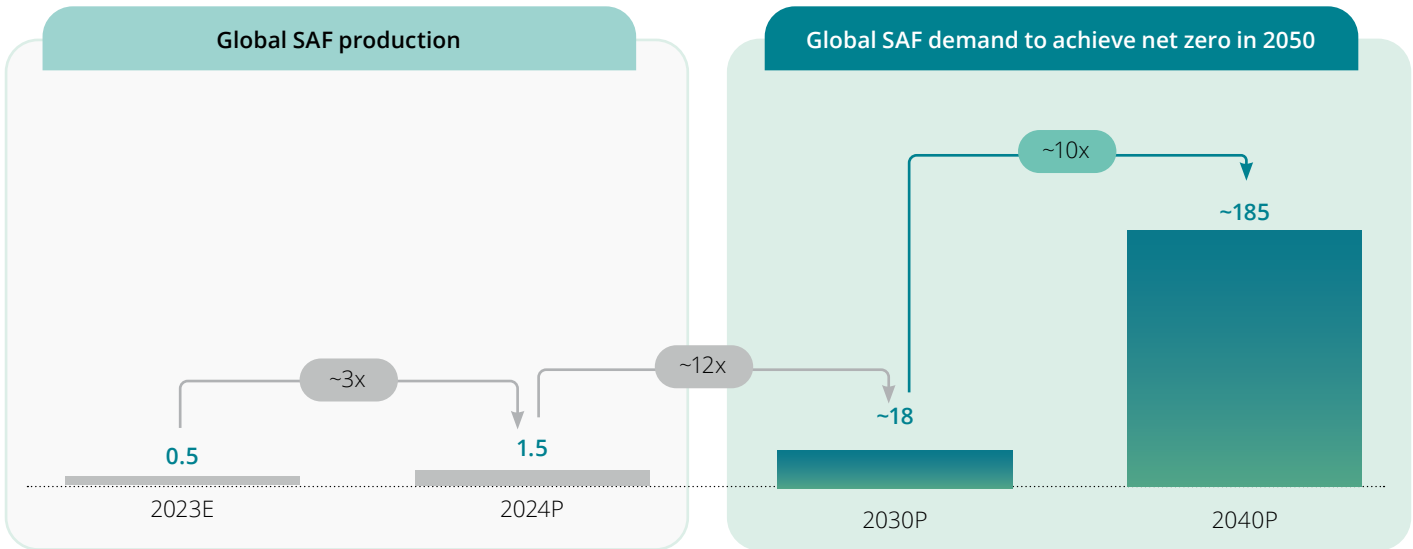 Global SAF production
Global SAF demand to achieve net zero in 2050
~10x
~185
~12x
~3x
~18
1.5
0.5
2023E
2024P
2030P
2040P